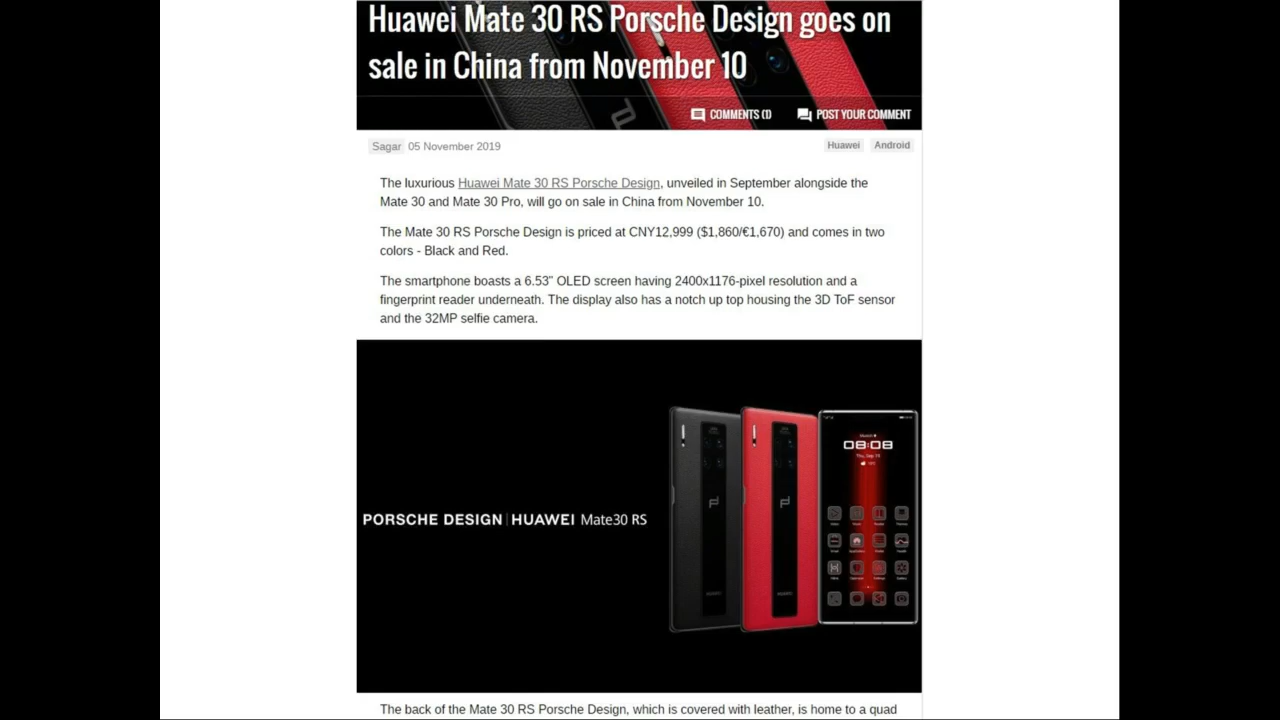 Huawei Mate 30 RS Porsche Design goes on
sale in China from November 10
COMMENTS (1) POST YOUR COMMENT
Sagar 05 November 2019 Huawei Android
The luxurious Huawei Mate 30 RS Porsche Design, unveiled in September alongside the
Mate 30 and Mate 30 Pro, will go on sale in China from November 10.
The Mate 30 RS Porsche Design is priced at CNY12,999 ($1,860/€1,670) and comes in two
colors - Black and Red.
The smartphone boasts a 6.53" OLED screen having 2400x1176-pixel resolution and a
fingerprint reader underneath. The display also has a notch up top housing the 3D ToF sensor
and the 32MP selfie camera.
08:08
PORSCHE DESIGN | HUAWEI Mate30 RS
The back of the Mate 30 RS Porsche Design, which is covered with leather, is home to a quad